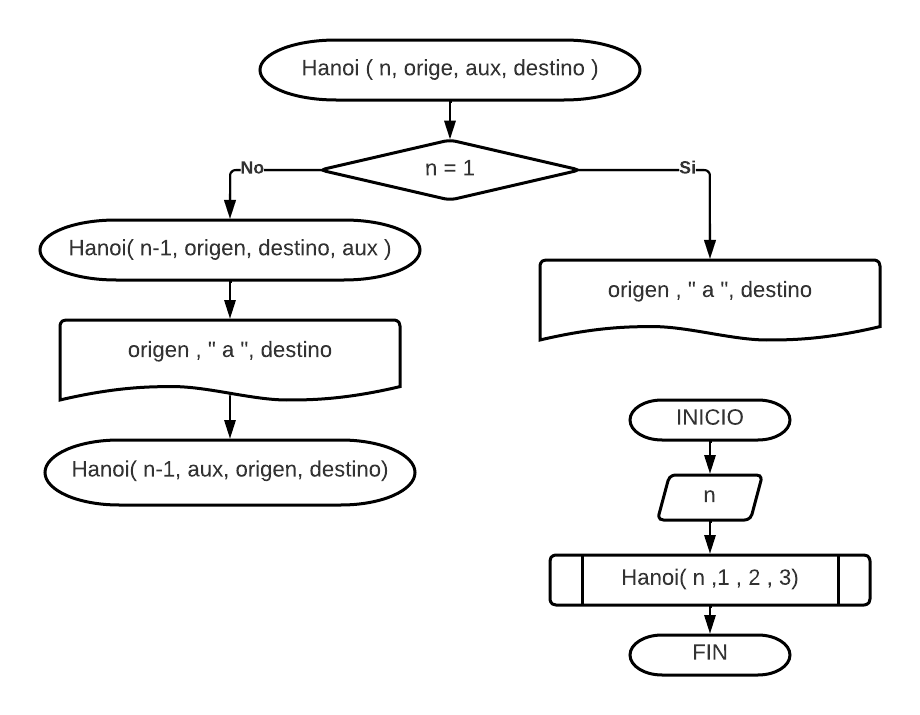 Hanoi ( n, orige, aux, destino )
n = 1
No
Si
Hanoi( n-1, origen, destino, aux )
origen , " a ", destino
origen , " a ", destino
Hanoi( n-1, aux, origen, destino)
INICIO
n
Hanoi( n ,1 , 2 , 3)
FIN